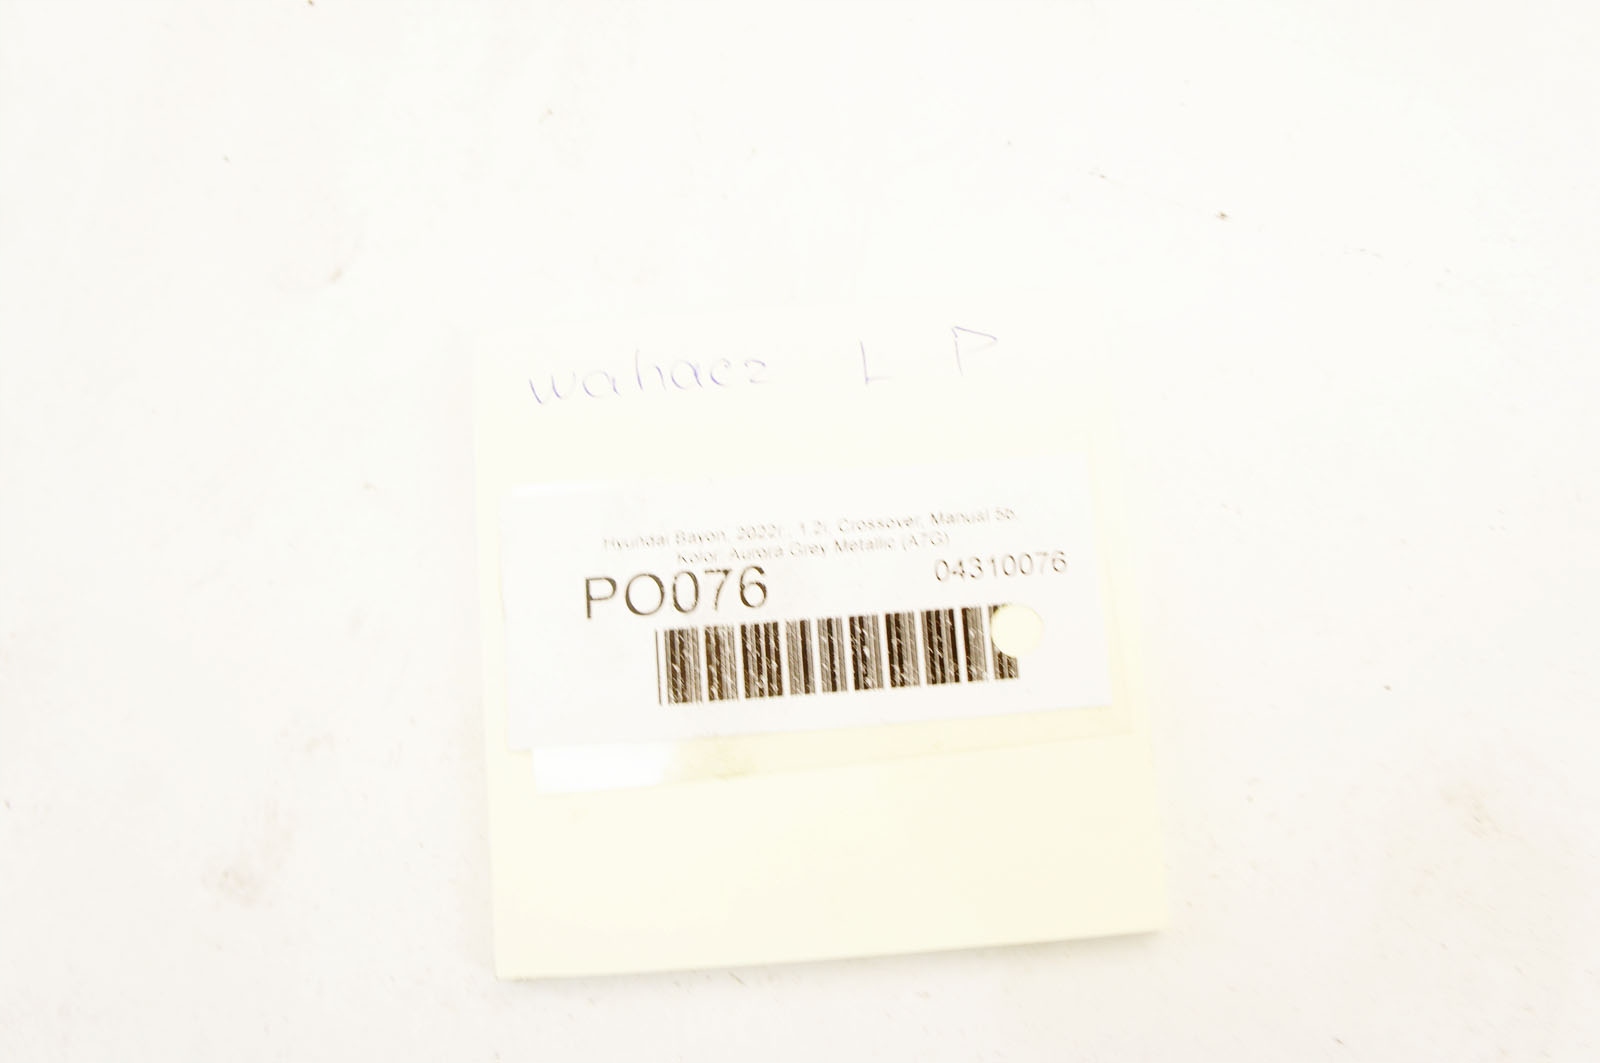 wahacz L P
Hyundai Bayon, 2022r., 1.2i, Crossover, Manual 5b,
Kolor: Aurora Grey Metallic (A7G)
PO076 04310076